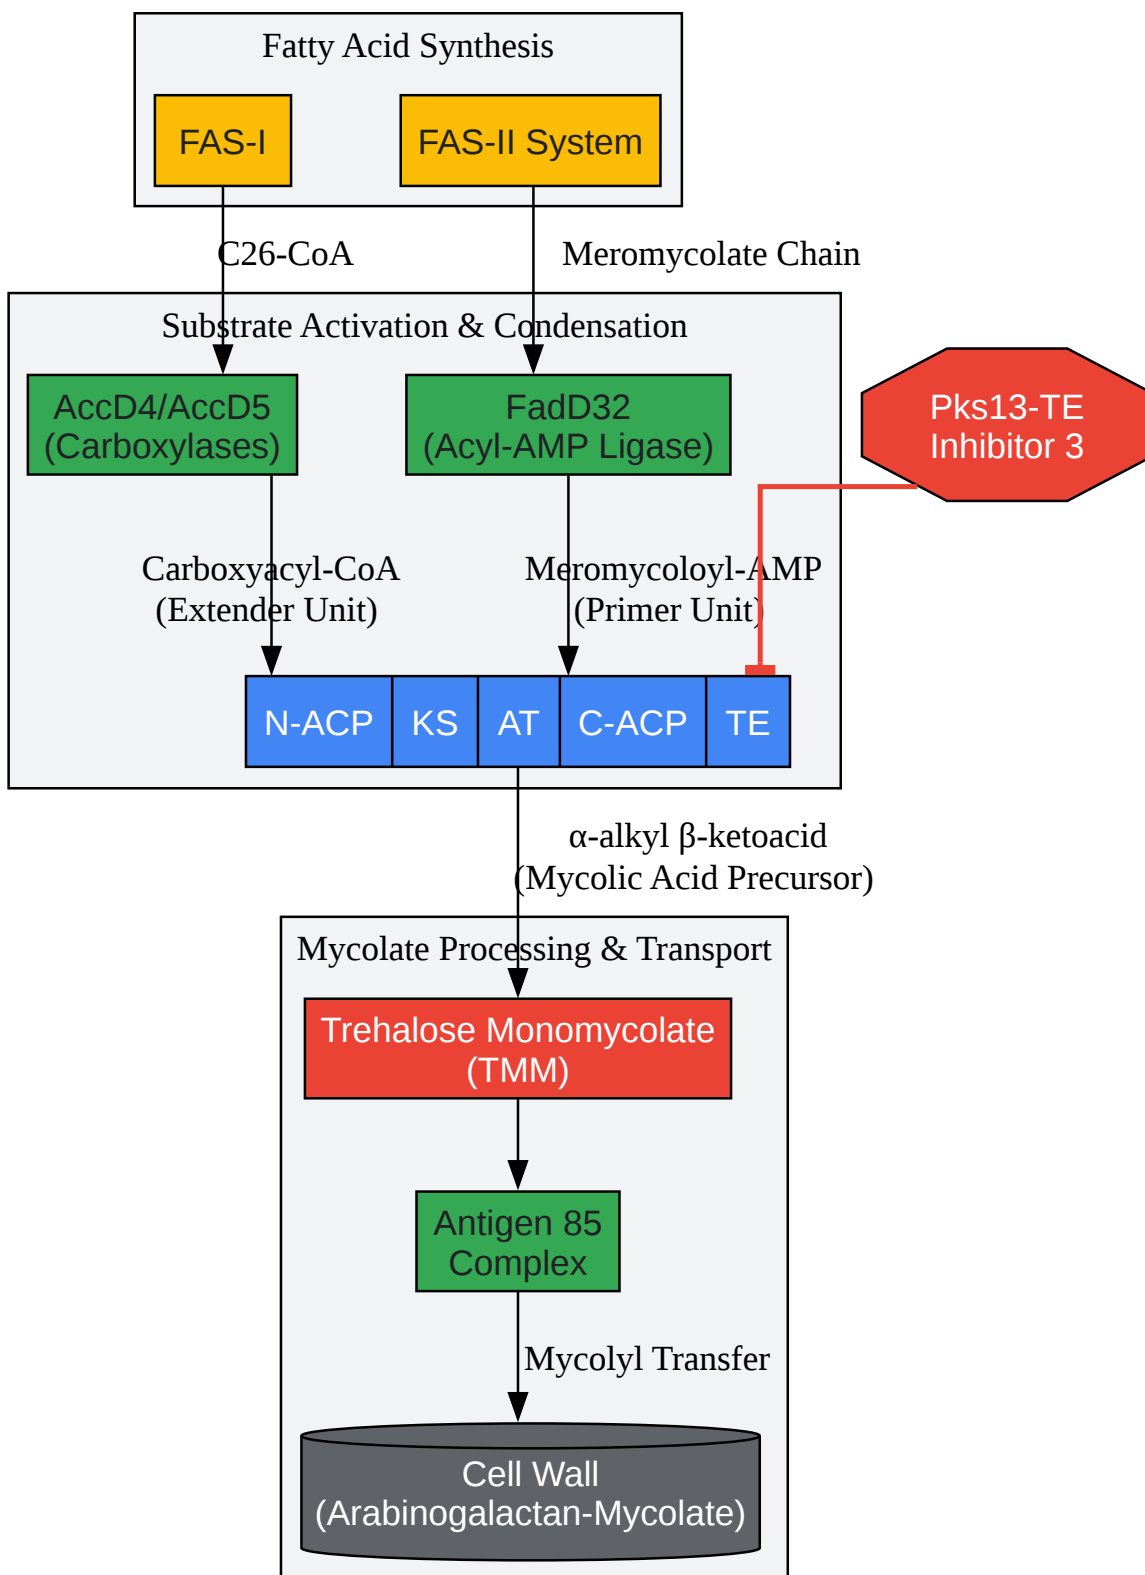 Fatty Acid Synthesis
FAS-I
FAS-II System
C26-CoA
Meromycolate Chain
Substrate Activation & Condensation
AccD4/AccD5
(Carboxylases)
FadD32
(Acyl-AMP Ligase)
Pks13-TE
Inhibitor 3
Carboxyacyl-CoA
(Extender Unit)
Meromycoloyl-AMP
(Primer Unit)
N-ACP
KS
AT
C-ACP
TE
α-alkyl β-ketoacid
(Mycolic Acid Precursor)
Mycolate Processing & Transport
Trehalose Monomycolate
(TMM)
Antigen 85
Complex
Mycolyl Transfer
Cell Wall
(Arabinogalactan-Mycolate)